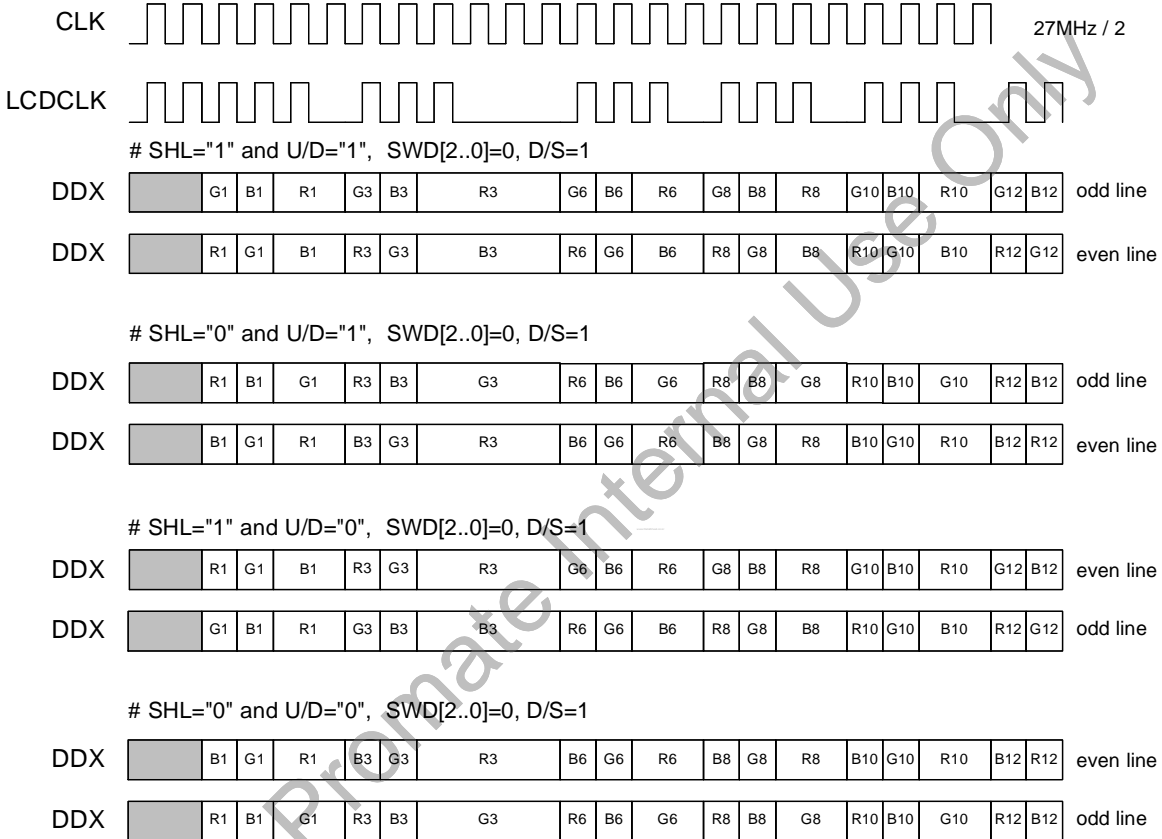 CLK 27MHz / 2
LCDCLK
# SHL="1" and U/D="1", SWD[2..0]=0, D/S=1
DDX G1 B1 R1 G3 B3 R3 G6 B6 R6 G8 B8 R8 G10 B10 R10 G12 B12 odd line
DDX R1 G1 B1 R3 G3 B3 R6 G6 B6 R8 G8 B8 R10 G10 B10 R12 G12 even line
# SHL="0" and U/D="1", SWD[2..0]=0, D/S=1
DDX R1 B1 G1 R3 B3 G3 R6 B6 G6 R8 B8 G8 R10 B10 G10 R12 B12 odd line
DDX B1 G1 R1 B3 G3 R3 B6 G6 R6 B8 G8 R8 B10 G10 R10 B12 R12 even line
# SHL="1" and U/D="0", SWD[2..0]=0, D/S=1
DDX R1 G1 B1 R3 G3 R3 G6 B6 R6 G8 B8 R8 G10 B10 R10 G12 B12 even line
DDX G1 B1 R1 G3 B3 B3 R6 G6 B6 R8 G8 B8 R10 G10 B10 R12 G12 odd line
# SHL="0" and U/D="0", SWD[2..0]=0, D/S=1
DDX B1 G1 R1 B3 G3 R3 B6 G6 R6 B8 G8 R8 B10 G10 R10 B12 R12 even line
DDX R1 B1 G1 R3 B3 G3 R6 B6 G6 R8 B8 G8 R10 B10 G10 R12 B12 odd line
Promate Internal Use Only